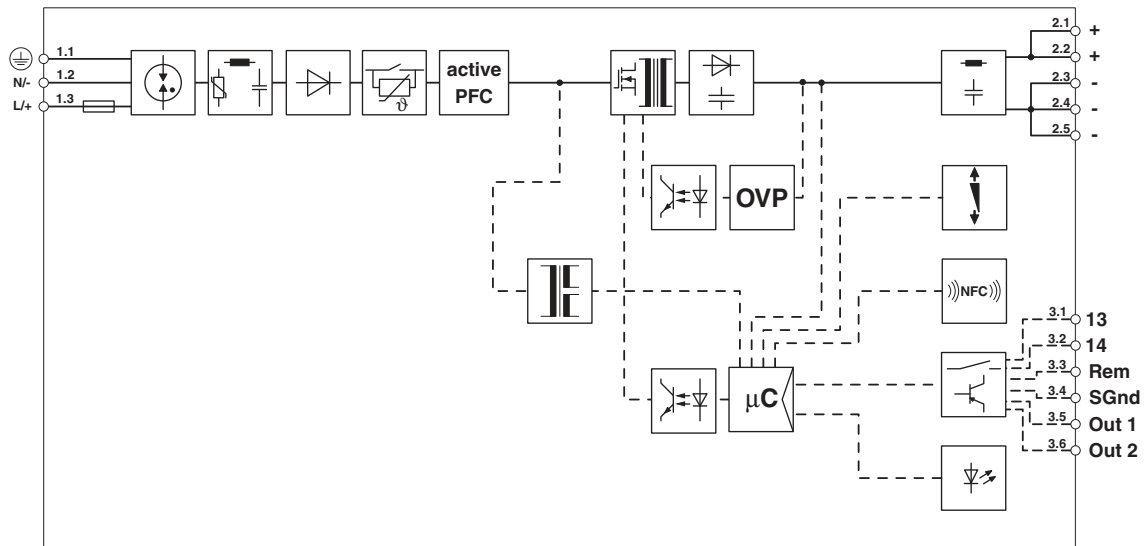 1.1
N/- 1.2
L/+ 1.3
active
PFC
2.1 +
2.2 +
2.3 -
2.4 -
2.5 -
ϑ
OVP
NFC
3.1 13
3.2 14
3.3 Rem
3.4 SGnd
3.5 Out 1
3.6 Out 2
µC